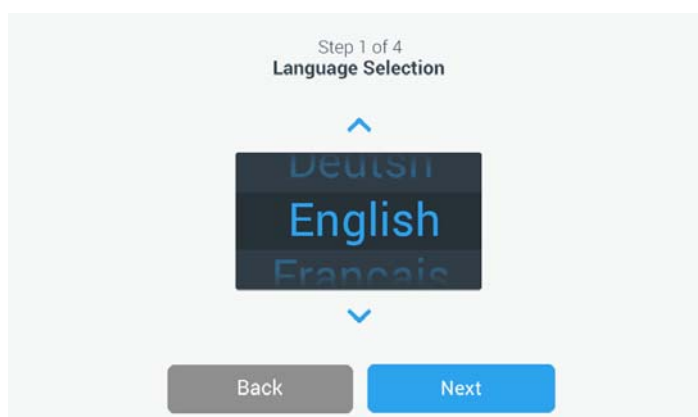 Step 1 of 4
Language Selection
Deutsh
English
Francais
Back Next